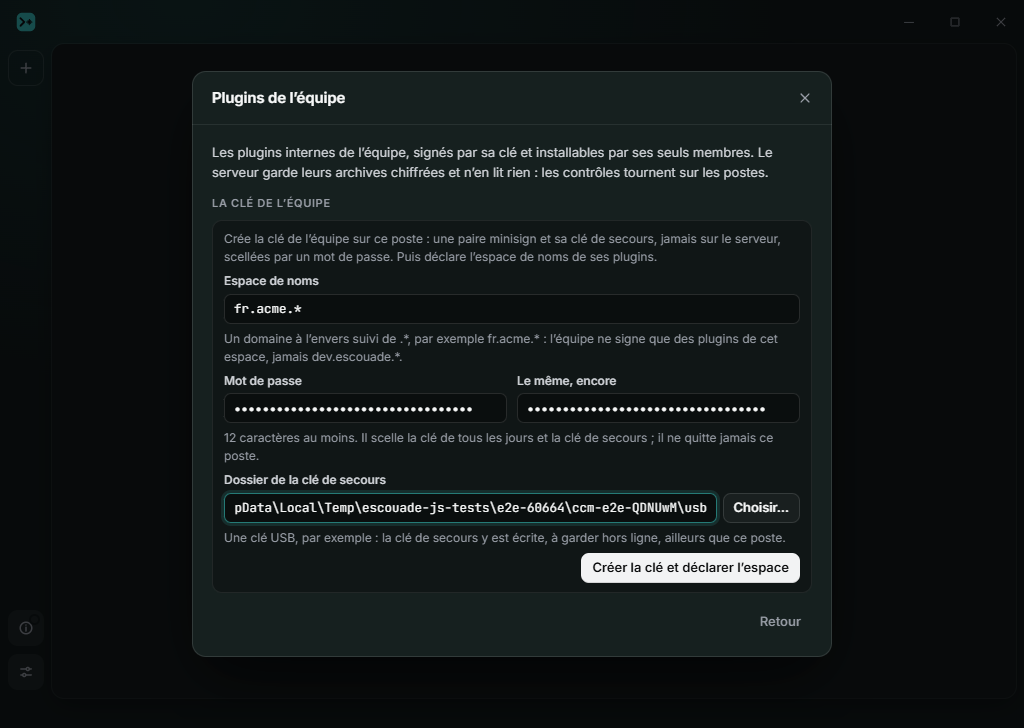 Plugins de l’équipe
Les plugins internes de l’équipe, signés par sa clé et installables par ses seuls membres. Le
serveur garde leurs archives chiffrées et n’en lit rien : les contrôles tournent sur les postes.
LA CLÉ DE L’ÉQUIPE
Crée la clé de l’équipe sur ce poste : une paire minisign et sa clé de secours, jamais sur le serveur,
scellées par un mot de passe. Puis déclare l’espace de noms de ses plugins.
Espace de noms
fr.acme.*
Un domaine à l’envers suivi de .*, par exemple fr.acme.* : l’équipe ne signe que des plugins de cet
espace, jamais dev.escouade.*.
Mot de passe
Le même, encore
••••••••••••••••••••••••••••••••••
••••••••••••••••••••••••••••••••••
12 caractères au moins. Il scelle la clé de tous les jours et la clé de secours ; il ne quitte jamais ce
poste.
Dossier de la clé de secours
pData\Local\Temp\escouade-js-tests\e2e-60664\ccm-e2e-QDNUwM\usb
Choisir...
Une clé USB, par exemple : la clé de secours y est écrite, à garder hors ligne, ailleurs que ce poste.
Créer la clé et déclarer l’espace
Retour